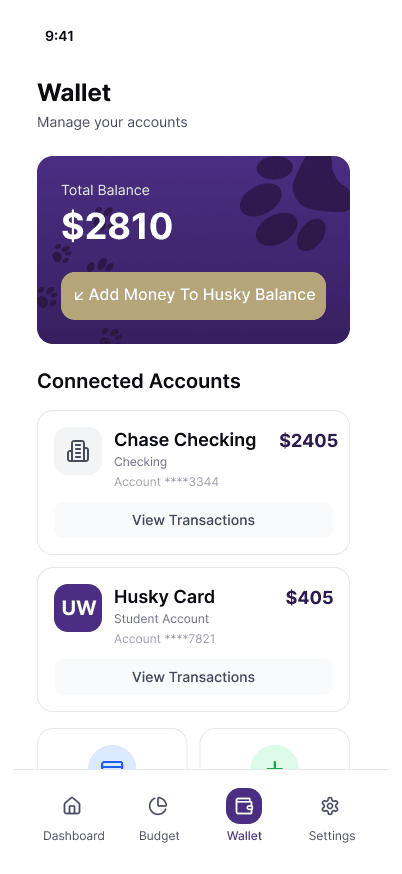 9:41
Wallet
Manage your accounts
Total Balance
$2810
Add Money To Husky Balance
Connected Accounts
Chase Checking $2405
Checking
Account ****3344
View Transactions
UW Husky Card $405
Student Account
Account ****7821
View Transactions
Dashboard Budget Wallet Settings